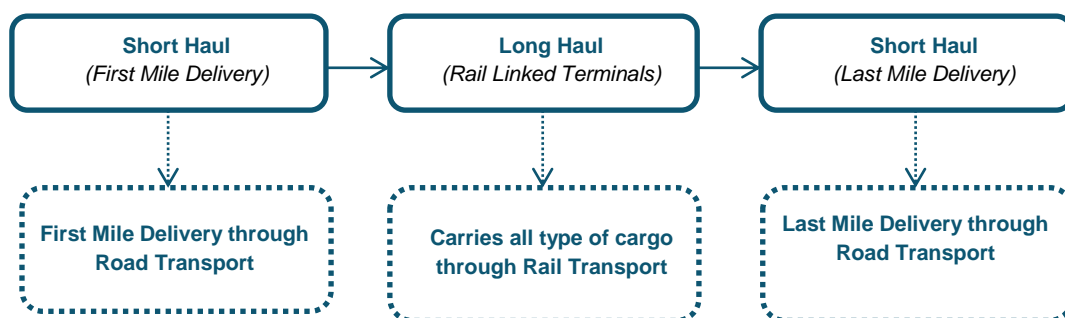 Short Haul
(First Mile Delivery)
Long Haul
(Rail Linked Terminals)
Short Haul
(Last Mile Delivery)
First Mile Delivery through
Road Transport
Carries all type of cargo
through Rail Transport
Last Mile Delivery through
Road Transport